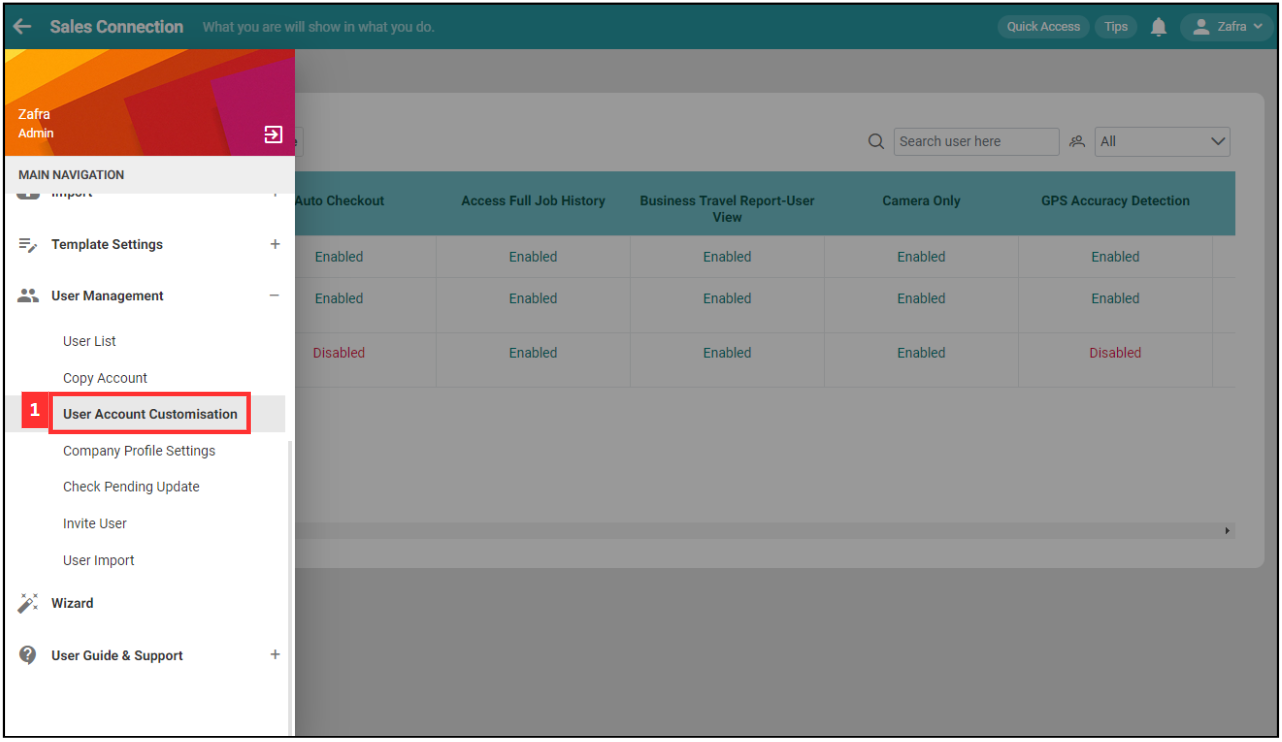 Sales Connection What you are will show in what you do.
Quick Access Tips Zafra
Zafra
Admin
MAIN NAVIGATION
Import
Template Settings +
User Management −
User List
Copy Account
1 User Account Customisation
Company Profile Settings
Check Pending Update
Invite User
User Import
Wizard
User Guide & Support +
Search user here All
Auto Checkout Access Full Job History Business Travel Report-User View Camera Only GPS Accuracy Detection
Enabled Enabled Enabled Enabled Enabled
Enabled Enabled Enabled Enabled Enabled
Disabled Enabled Enabled Enabled Disabled